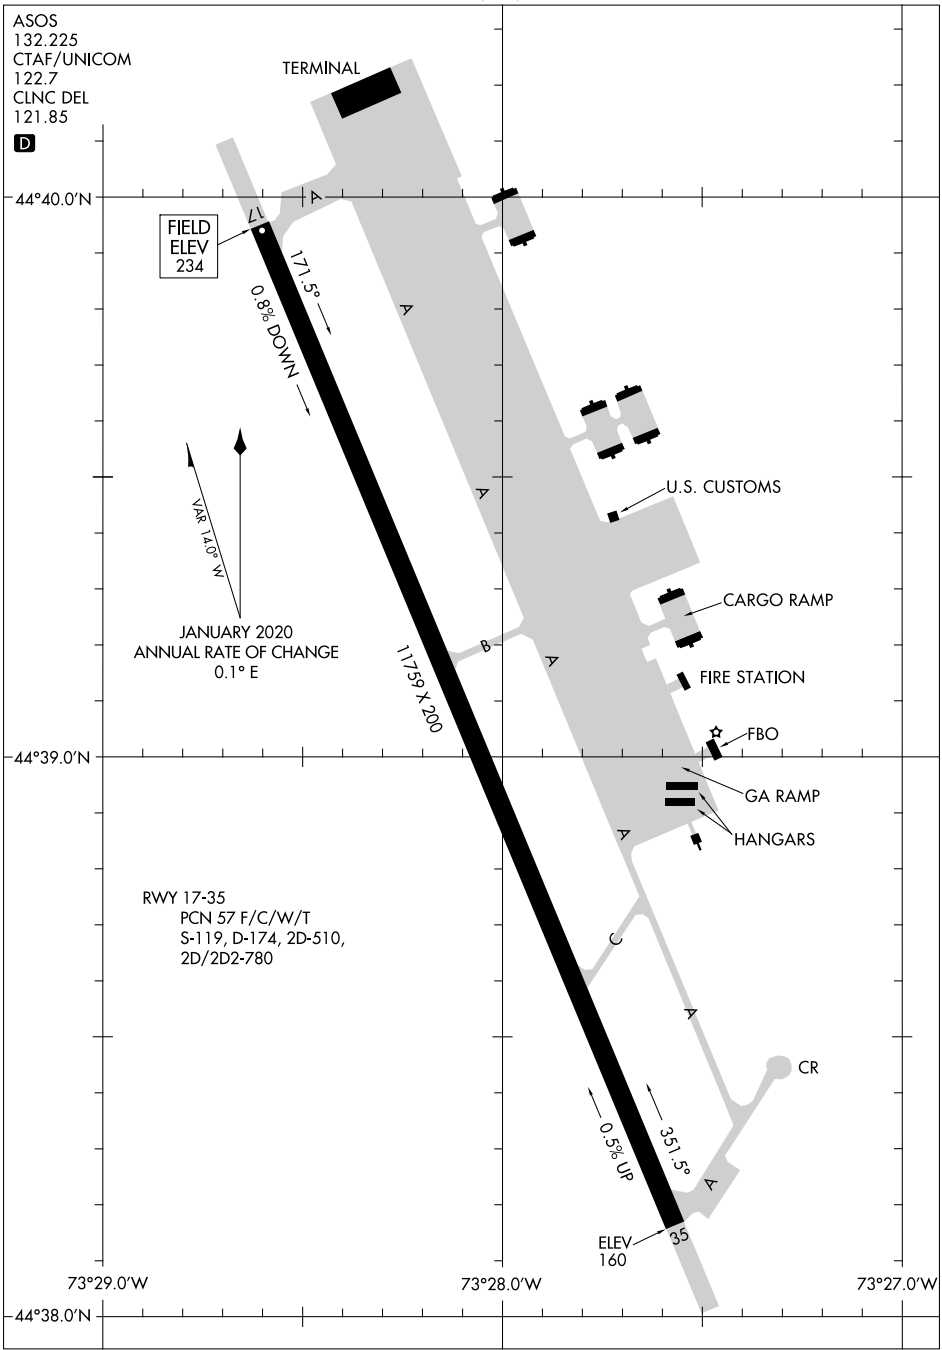 ASOS
132.225
CTAF/UNICOM
122.7
CLNC DEL
121.85
D
TERMINAL
44°40.0'N
A
17
FIELD
ELEV
234
171.5°
0.8% DOWN
A
A
U.S. CUSTOMS
VAR 14.0° W
CARGO RAMP
JANUARY 2020
ANNUAL RATE OF CHANGE
0.1° E
B
A
11759 X 200
FIRE STATION
FBO
44°39.0'N
GA RAMP
A
HANGARS
RWY 17-35
PCN 57 F/C/W/T
S-119, D-174, 2D-510,
2D/2D2-780
C
A
CR
0.5% UP
351.5°
A
35
ELEV
160
73°29.0'W
73°28.0'W
73°27.0'W
44°38.0'N